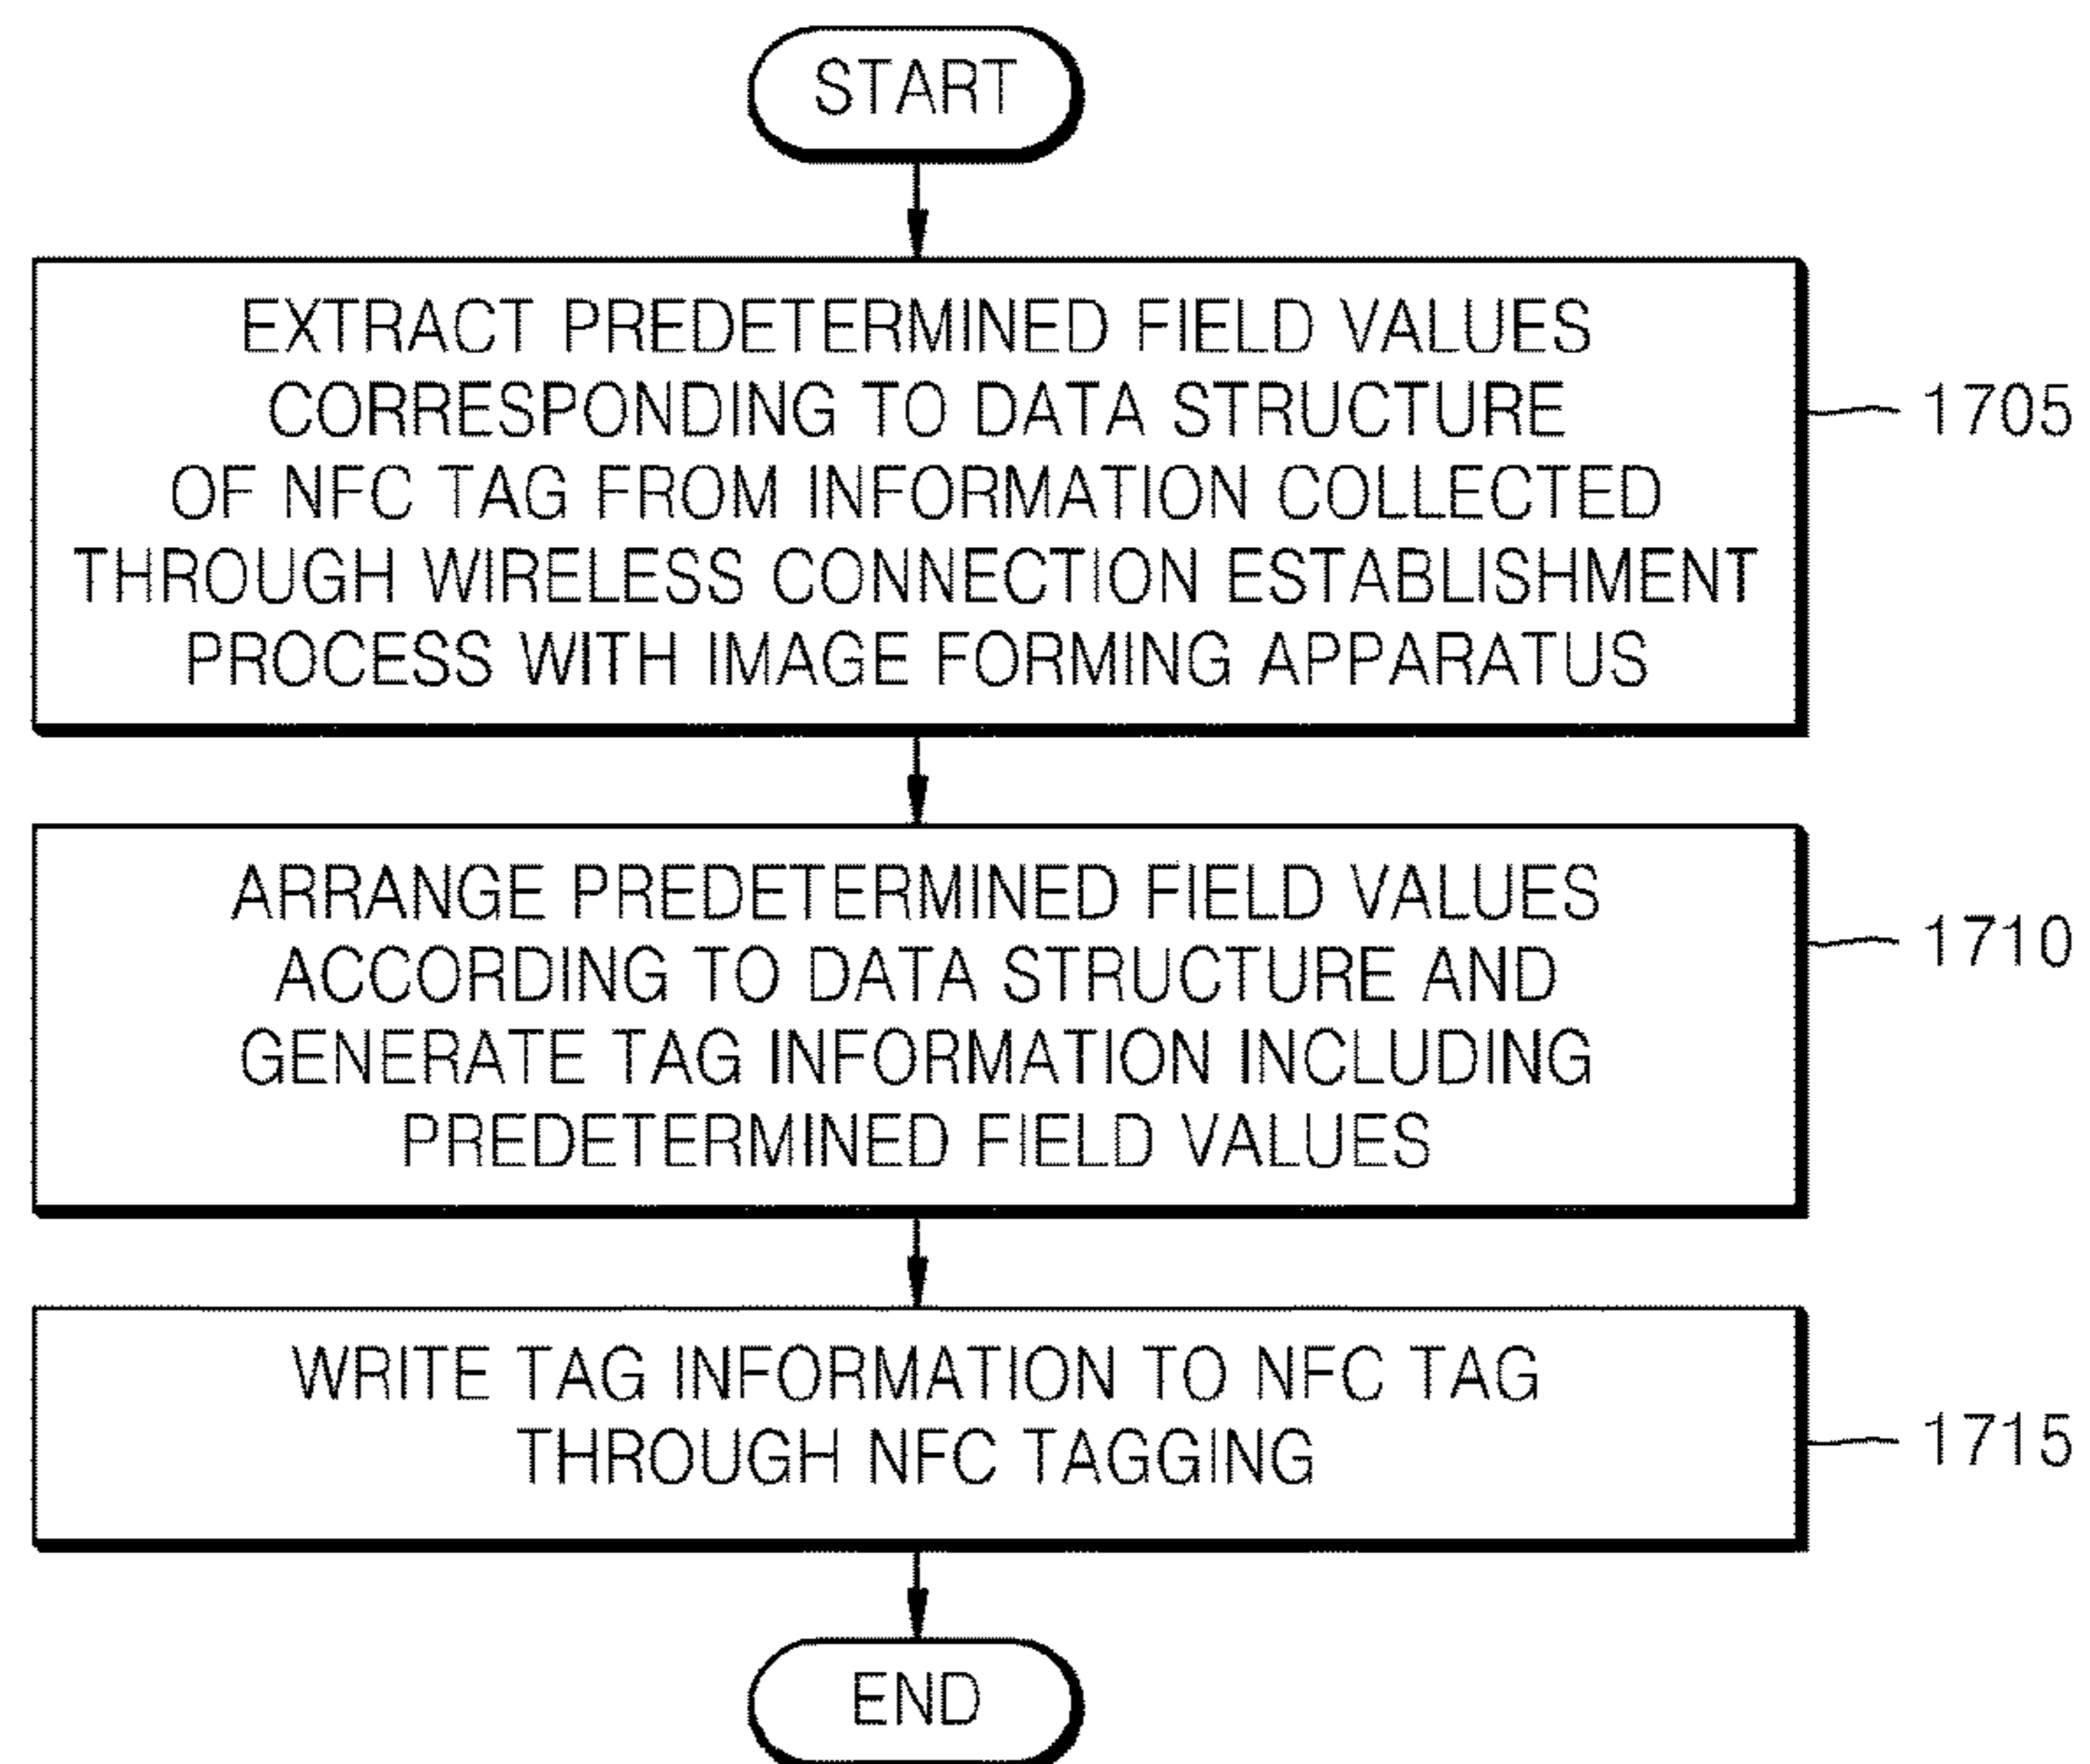 START
EXTRACT PREDETERMINED FIELD VALUES
CORRESPONDING TO DATA STRUCTURE
OF NFC TAG FROM INFORMATION COLLECTED
THROUGH WIRELESS CONNECTION ESTABLISHMENT
PROCESS WITH IMAGE FORMING APPARATUS
1705
ARRANGE PREDETERMINED FIELD VALUES
ACCORDING TO DATA STRUCTURE AND
GENERATE TAG INFORMATION INCLUDING
PREDETERMINED FIELD VALUES
1710
WRITE TAG INFORMATION TO NFC TAG
THROUGH NFC TAGGING
1715
END